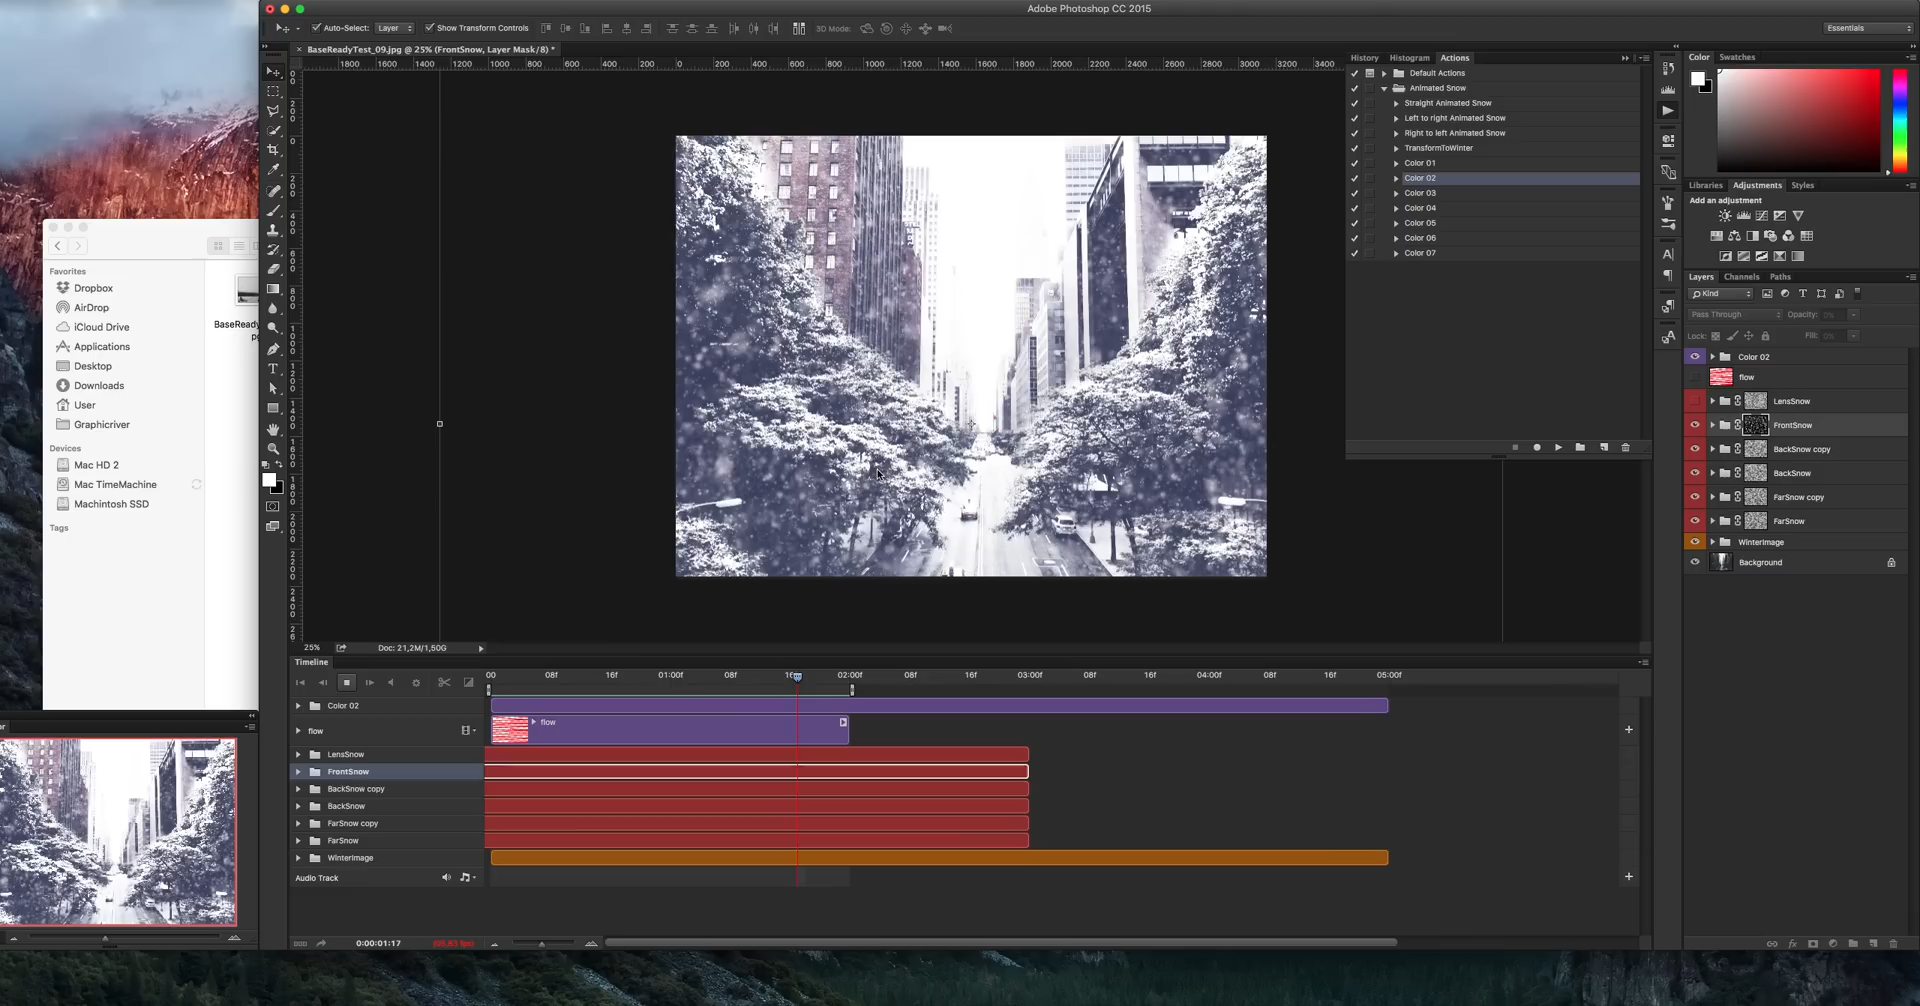 Adobe Photoshop CC 2015
Auto-Select: Layer Show Transform Controls 3D Mode: Essentials
BaseReadyTest_09.jpg @ 25% (FrontSnow, Layer Mask/8) *
1800 1600 1400 1200 1000 800 600 400 200 0 200 400 600 800 1000 1200 1400 1600 1800 2000 2200 2400 2600 2800 3000 3200 3400
History Histogram Actions
Default Actions
Animated Snow
Straight Animated Snow
Left to right Animated Snow
Right to left Animated Snow
TransformToWinter
Color 01
Color 02
Color 03
Color 04
Color 05
Color 06
Color 07
Color Swatches
Libraries Adjustments Styles
Add an adjustment
Layers Channels Paths
Kind
Pass Through Opacity: 0%
Lock: Fill: 0%
Color 02
flow
LensSnow
FrontSnow
BackSnow copy
BackSnow
FarSnow copy
FarSnow
WinterImage
Background
Favorites
Dropbox
AirDrop
iCloud Drive
Applications
Desktop
Downloads
User
Graphicriver
Devices
Mac HD 2
Mac TimeMachine
Machintosh SSD
Tags
BaseReady
25% Doc: 21,2M/1,50G
Timeline
00 08f 16f 01:00f 08f 02:00f 08f 16f 03:00f 08f 16f 04:00f 08f 16f 05:00f
Color 02
flow
flow
LensSnow
FrontSnow
BackSnow copy
BackSnow
FarSnow copy
FarSnow
WinterImage
Audio Track
0:00:01:17